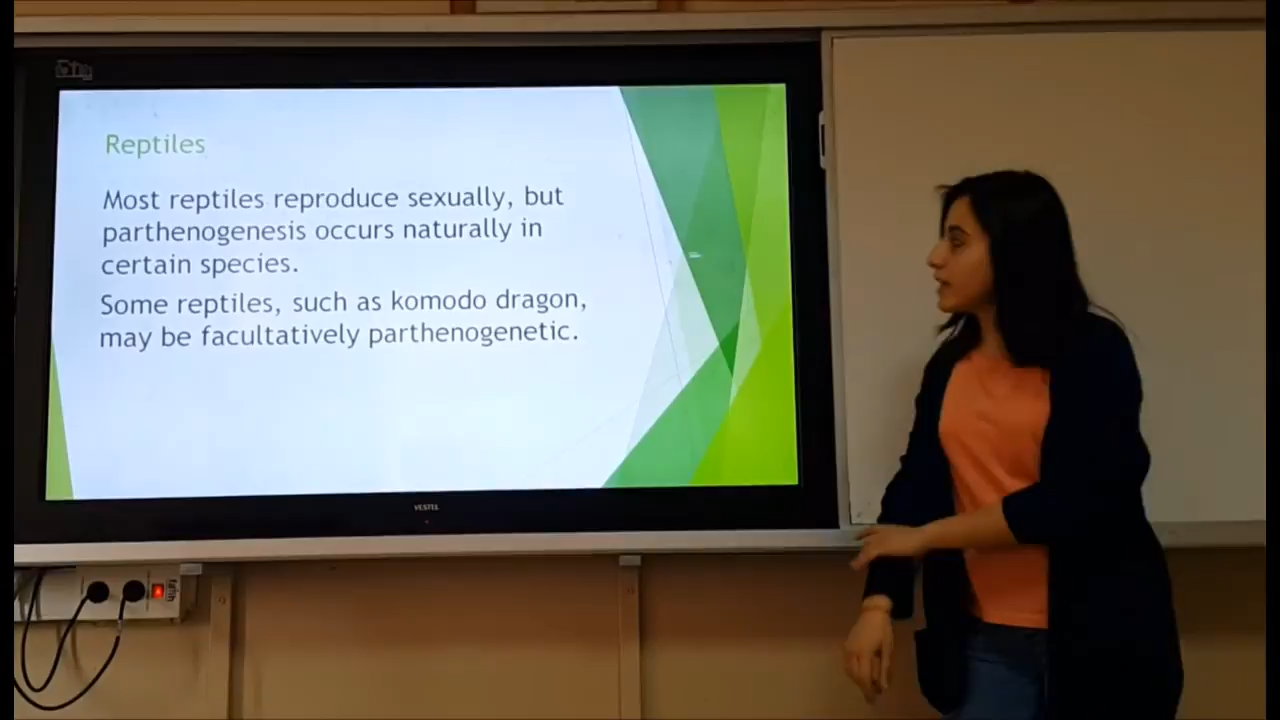 Reptiles
Most reptiles reproduce sexually, but
parthenogenesis occurs naturally in
certain species.
Some reptiles, such as komodo dragon,
may be facultatively parthenogenetic.
VESTEL